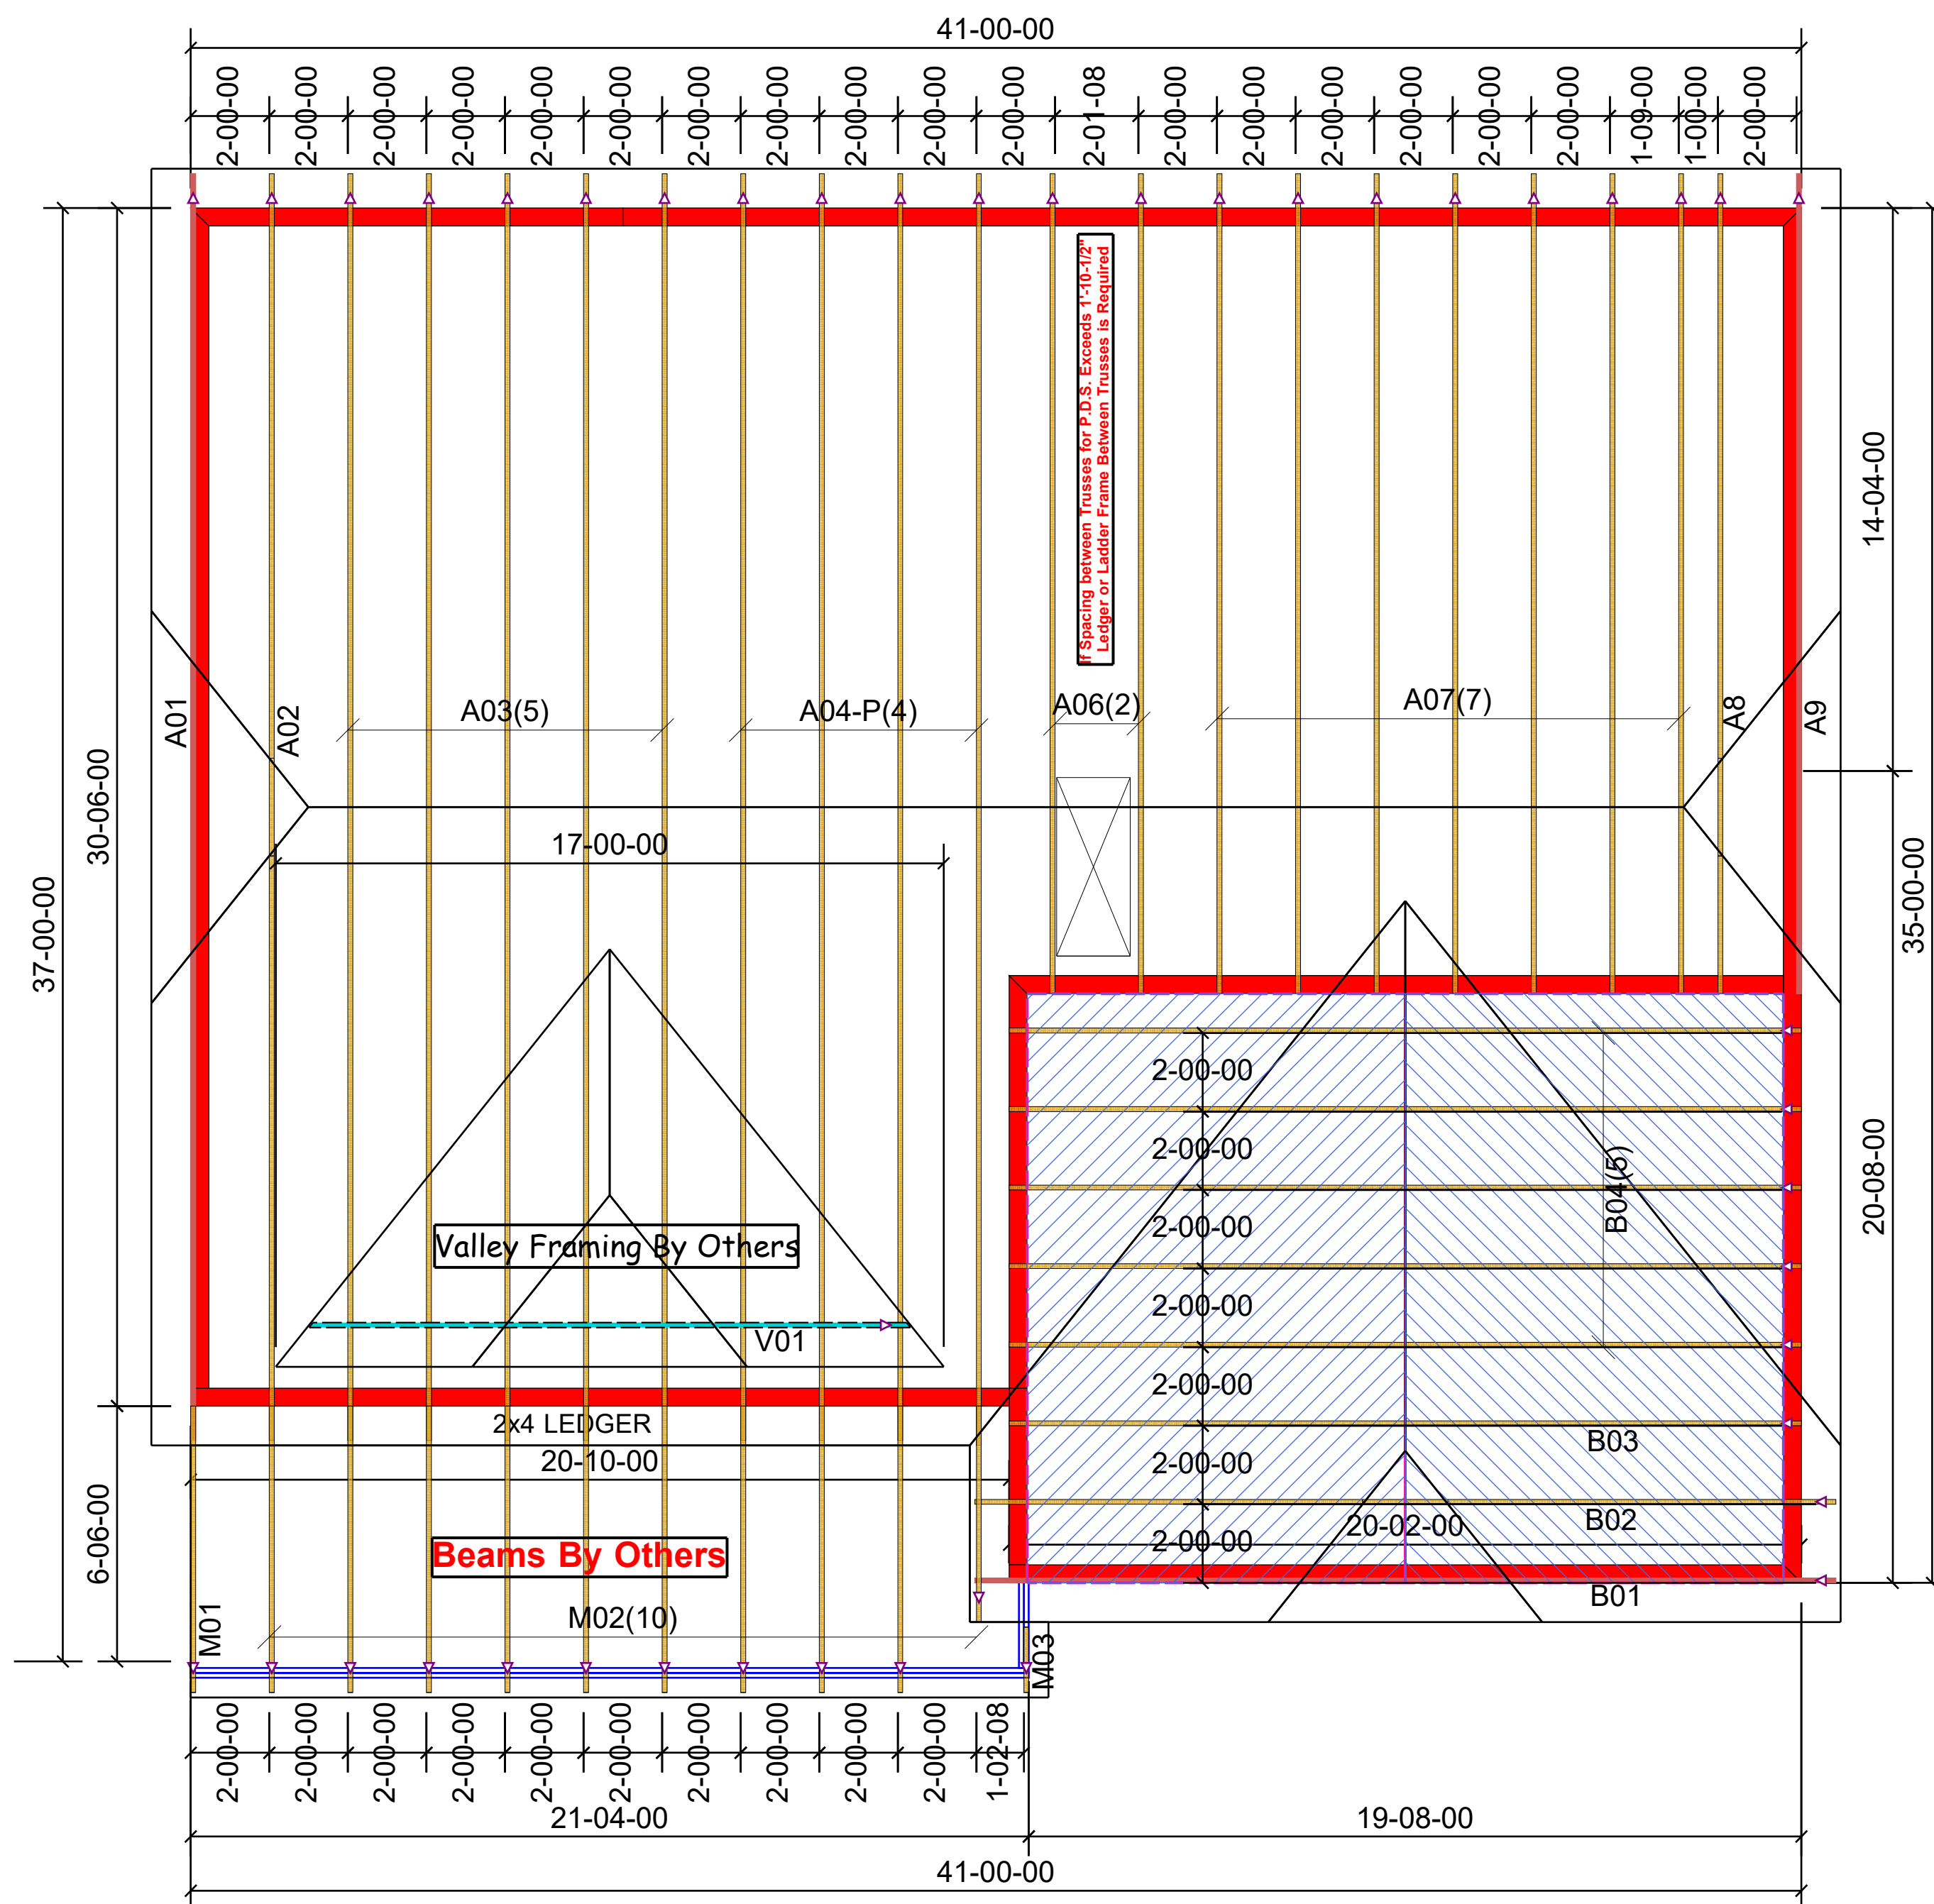 41-00-00
2-00-00
2-00-00
2-00-00
2-00-00
2-00-00
2-00-00
2-00-00
2-00-00
2-00-00
2-00-00
2-00-00
2-01-08
2-00-00
2-00-00
2-00-00
2-00-00
2-00-00
2-00-00
1-09-00
1-00-00
2-00-00
If Spacing between Trusses for P.D.S. Exceeds 1'-10-1/2"
Ledger or Ladder Frame Between Trusses is Required
14-04-00
A01
A02
A03(5)
A04-P(4)
A06(2)
A07(7)
A8
A9
30-06-00
37-00-00
17-00-00
35-00-00
20-08-00
2-00-00
2-00-00
2-00-00
2-00-00
2-00-00
2-00-00
2-00-00
B04(5)
Valley Framing By Others
V01
2x4 LEDGER
20-10-00
B03
B02
20-02-00
B01
6-06-00
Beams By Others
M01
M02(10)
M03
2-00-00
2-00-00
2-00-00
2-00-00
2-00-00
2-00-00
2-00-00
2-00-00
2-00-00
2-00-00
1-02-08
21-04-00
19-08-00
41-00-00